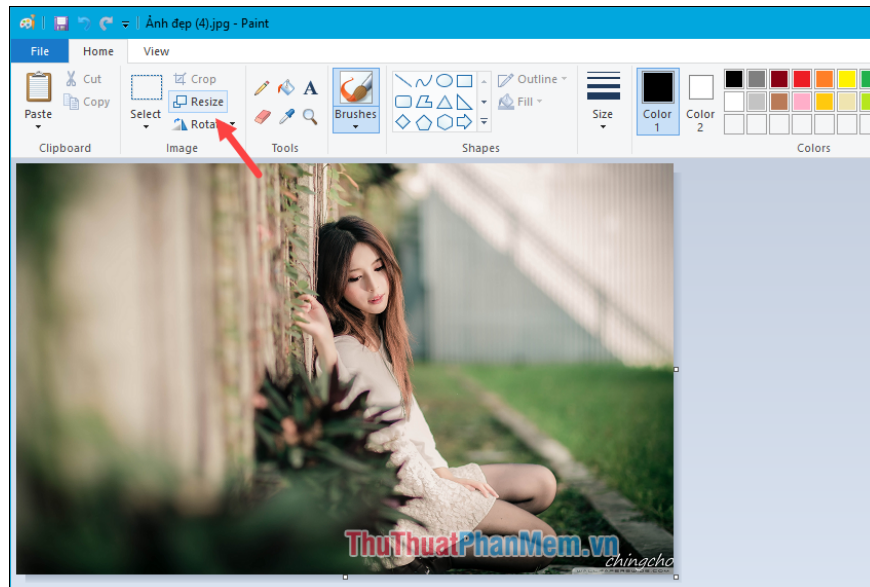 Ảnh đẹp (4).jpg - Paint
File Home View
Paste
Cut
Copy
Clipboard
Select
Crop
Resize
Rotate
Image
Tools
Brushes
Outline
Fill
Shapes
Size
Color 1
Color 2
Colors
ThuThuatPhanMem.vn
chingcho